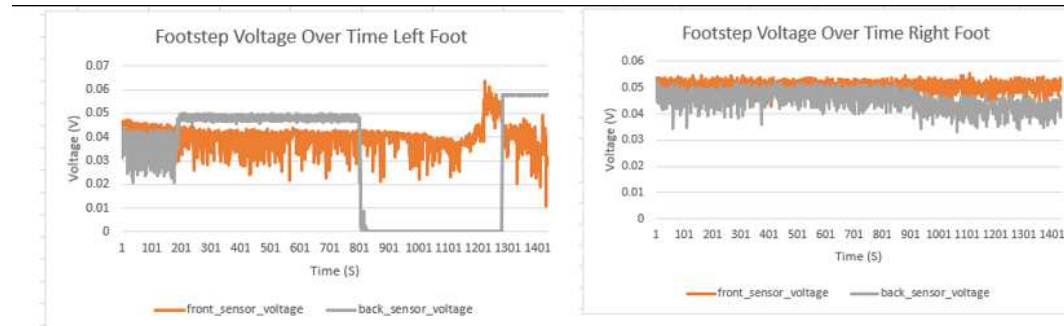 Footstep Voltage Over Time Left Foot
0.07
0.06
0.05
0.04
0.03
0.02
0.01
0
Voltage (V)
1 101 201 301 401 501 601 701 801 901 1001 1101 1201 1301 1401
Time (S)
front_sensor_voltage back_sensor_voltage
Footstep Voltage Over Time Right Foot
0.06
0.05
0.04
0.03
0.02
0.01
0
Voltage (V)
1 101 201 301 401 501 601 701 801 901 1001 1101 1201 1301 1401
Time (S)
front_sensor_voltage back_sensor_voltage